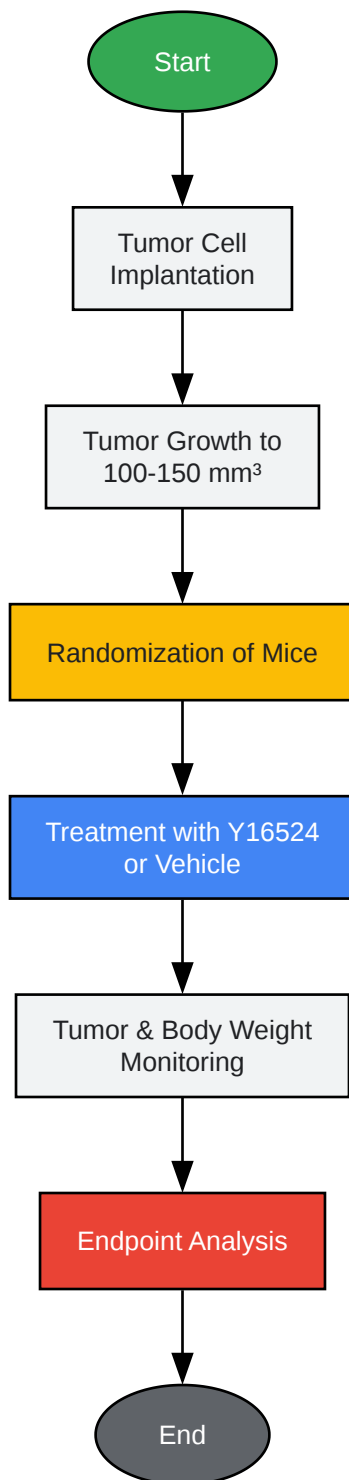 Start
Tumor Cell
Implantation
Tumor Growth to
100-150 mm³
Randomization of Mice
Treatment with Y16524
or Vehicle
Tumor & Body Weight
Monitoring
Endpoint Analysis
End